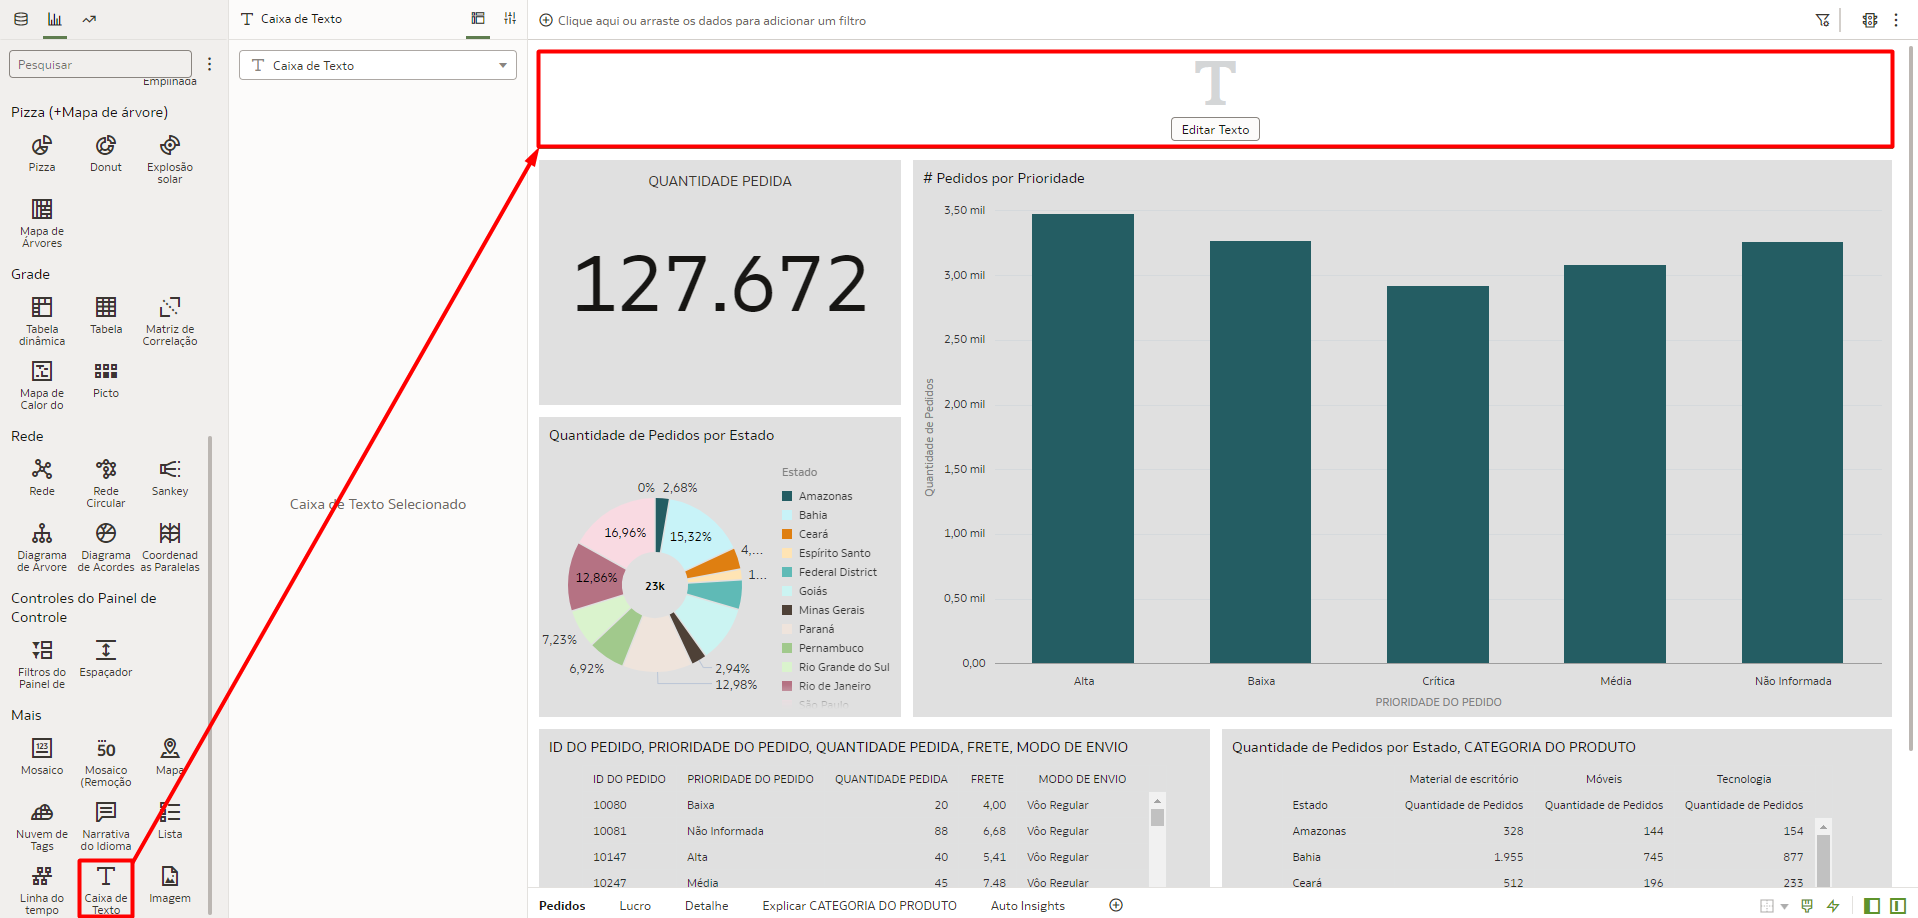 Caixa de Texto
Clique aqui ou arraste os dados para adicionar um filtro
Pesquisar
Empilhada
Pizza (+Mapa de árvore)
Pizza
Donut
Explosão
solar
Mapa de
Árvores
Grade
Tabela
dinâmica
Tabela
Matriz de
Correlação
Mapa de
Calor do
Picto
Rede
Rede
Rede
Circular
Sankey
Diagrama
de Árvore
Diagrama
de Acordes
Coordenad
as Paralelas
Controles do Painel de
Controle
Filtros do
Painel de
Espaçador
Mais
123
Mosaico
50
Mosaico
(Remoção
Mapa
Nuvem de
Tags
Narrativa
do Idioma
Lista
Linha do
tempo
T
Caixa de
Texto
Imagem
T Caixa de Texto
Caixa de Texto Selecionado
T
Editar Texto
QUANTIDADE PEDIDA
127.672
# Pedidos por Prioridade
3,50 mil
3,00 mil
2,50 mil
2,00 mil
1,50 mil
1,00 mil
0,50 mil
0,00
Quantidade de Pedidos
Alta
Baixa
Crítica
Média
Não Informada
PRIORIDADE DO PEDIDO
Quantidade de Pedidos por Estado
0%
2,68%
15,32%
4,...
1...
2,94%
12,98%
6,92%
7,23%
12,86%
16,96%
23k
Estado
Amazonas
Bahia
Ceará
Espírito Santo
Federal District
Goiás
Minas Gerais
Paraná
Pernambuco
Rio Grande do Sul
Rio de Janeiro
São Paulo
ID DO PEDIDO, PRIORIDADE DO PEDIDO, QUANTIDADE PEDIDA, FRETE, MODO DE ENVIO
ID DO PEDIDO PRIORIDADE DO PEDIDO QUANTIDADE PEDIDA FRETE MODO DE ENVIO
10080 Baixa 20 4,00 Vôo Regular
10081 Não Informada 88 6,68 Vôo Regular
10147 Alta 40 5,41 Vôo Regular
10247 Média 45 7,48 Vôo Regular
Quantidade de Pedidos por Estado, CATEGORIA DO PRODUTO
Material de escritório Móveis Tecnologia
Estado Quantidade de Pedidos Quantidade de Pedidos Quantidade de Pedidos
Amazonas 328 144 154
Bahia 1.955 745 877
Ceará 512 196 233
Pedidos Lucro Detalhe Explicar CATEGORIA DO PRODUTO Auto Insights